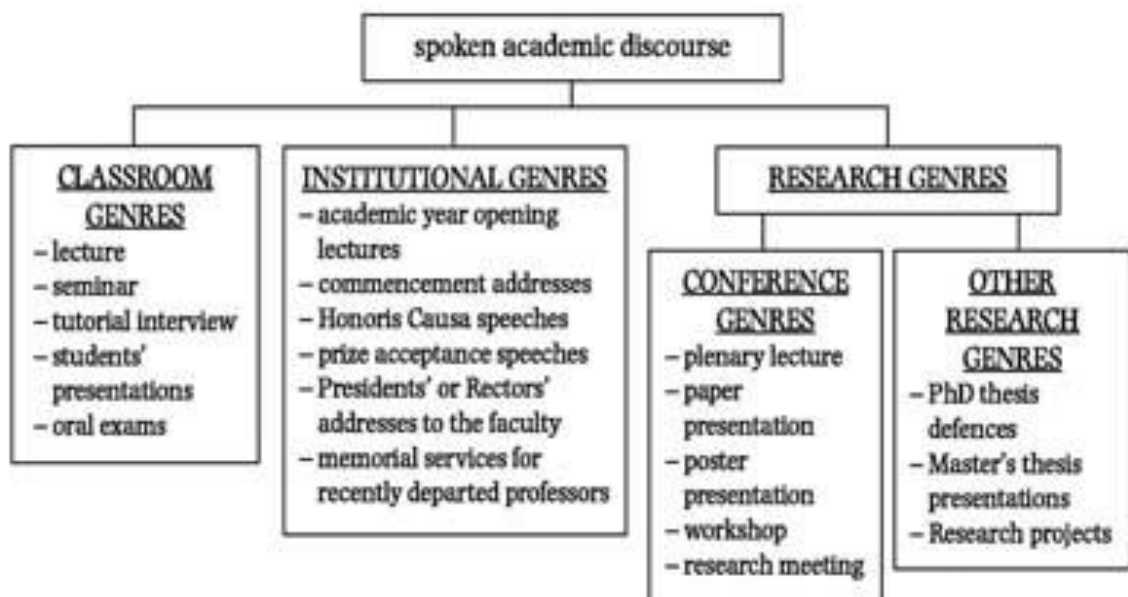 spoken academic discourse
CLASSROOM
GENRES
– lecture
– seminar
– tutorial interview
– students'
presentations
– oral exams
INSTITUTIONAL GENRES
– academic year opening
lectures
– commencement addresses
– Honoris Causa speeches
– prize acceptance speeches
– Presidents' or Rectors'
addresses to the faculty
– memorial services for
recently departed professors
RESEARCH GENRES
CONFERENCE
GENRES
– plenary lecture
– paper
presentation
– poster
presentation
– workshop
– research meeting
OTHER
RESEARCH
GENRES
– PhD thesis
defences
– Master's thesis
presentations
– Research projects